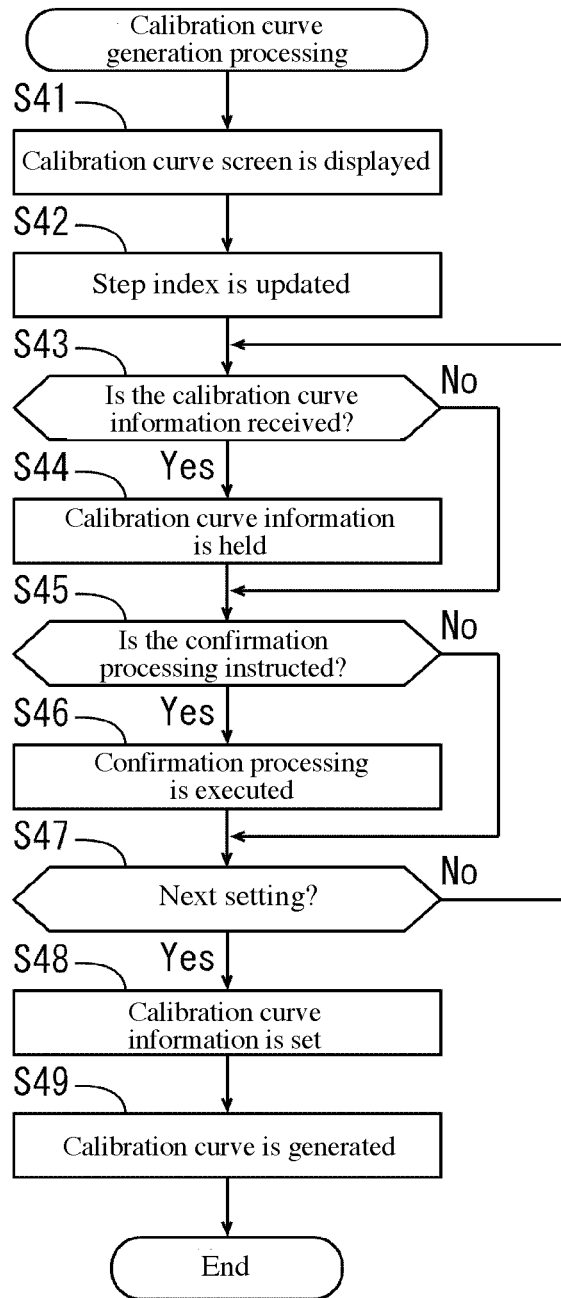 Calibration curve
generation processing
S41
Calibration curve screen is displayed
S42
Step index is updated
S43
Is the calibration curve
information received?
No
Yes
S44
Calibration curve information
is held
S45
Is the confirmation
processing instructed?
No
Yes
S46
Confirmation processing
is executed
S47
Next setting?
No
Yes
S48
Calibration curve
information is set
S49
Calibration curve is generated
End